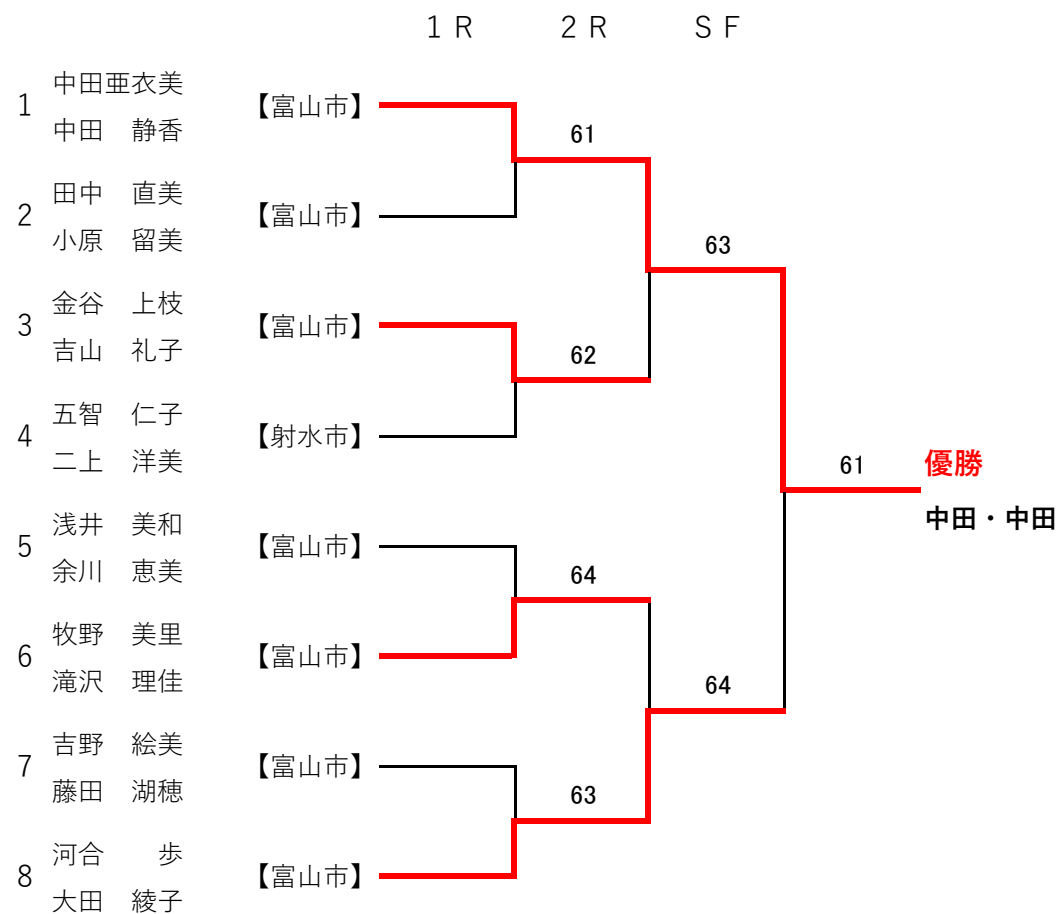 １Ｒ ２Ｒ ＳＦ
中田亜衣美
1 【富山市】
中田　静香
61
田中　直美
2 【富山市】
小原　留美
63
金谷　上枝
3 【富山市】
吉山　礼子
62
五智　仁子
4 【射水市】
二上　洋美
61 優勝
中田・中田
浅井　美和
5 【富山市】
余川　恵美
64
牧野　美里
6 【富山市】
滝沢　理佳
64
吉野　絵美
7 【富山市】
藤田　湖穂
63
河合　　歩
8 【富山市】
大田　綾子